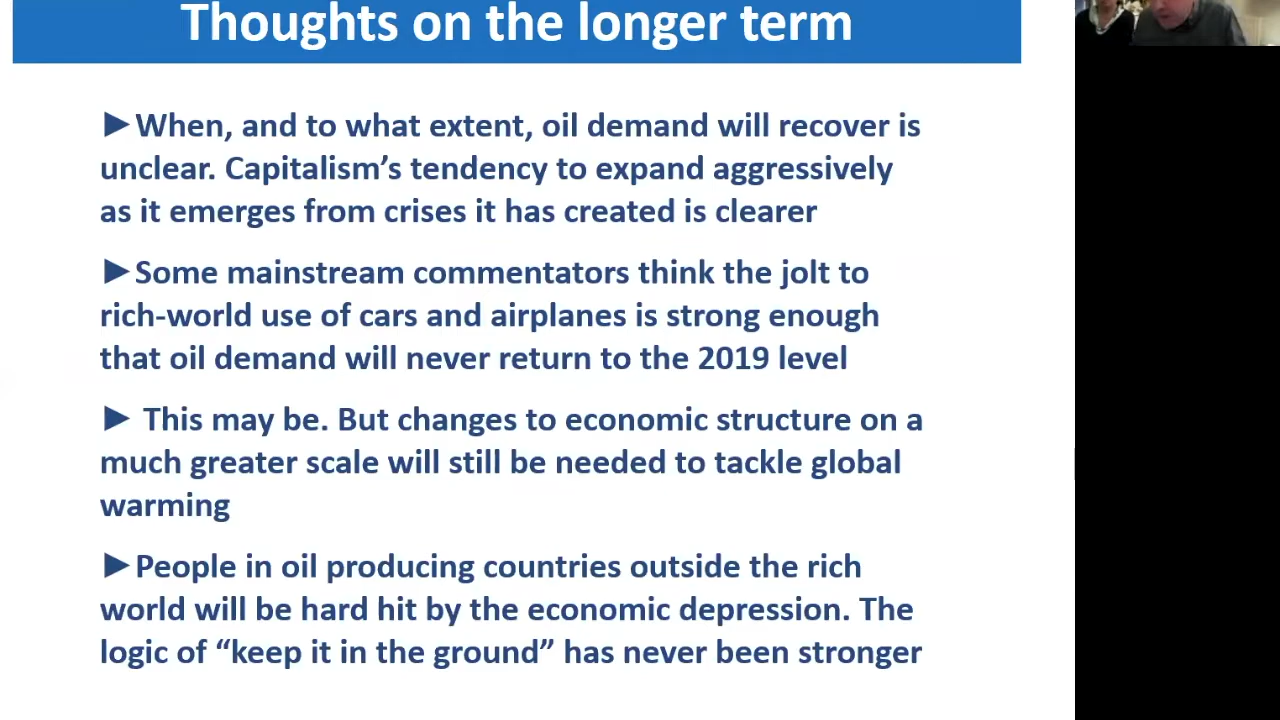 Thoughts on the longer term
►When, and to what extent, oil demand will recover is
unclear. Capitalism’s tendency to expand aggressively
as it emerges from crises it has created is clearer
►Some mainstream commentators think the jolt to
rich-world use of cars and airplanes is strong enough
that oil demand will never return to the 2019 level
► This may be. But changes to economic structure on a
much greater scale will still be needed to tackle global
warming
►People in oil producing countries outside the rich
world will be hard hit by the economic depression. The
logic of “keep it in the ground” has never been stronger